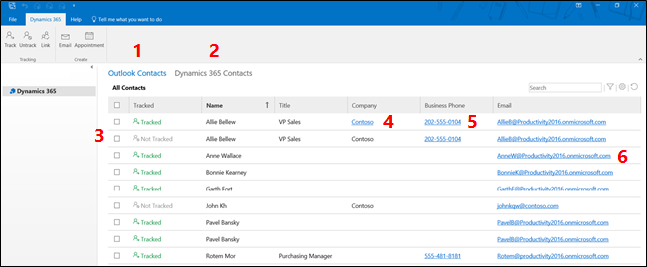 File Dynamics 365 Help Tell me what you want to do
Track Untrack Link Email Appointment
Tracking Create
1 2
Outlook Contacts Dynamics 365 Contacts
All Contacts Search
Dynamics 365
Tracked Name Title Company Business Phone Email
Tracked Allie Bellew VP Sales Contoso 4 202-555-0104 5 AllieB@Productivity2016.onmicrosoft.com
3 Not Tracked Allie Bellew VP Sales Contoso 202-555-0104 AllieB@Productivity2016.onmicrosoft.com
Tracked Anne Wallace AnneW@Productivity2016.onmicrosoft.com 6
Tracked Bonnie Kearney BonnieK@Productivity2016.onmicrosoft.com
Tracked Garth Fort GarthF@Productivity2016.onmicrosoft.com
Not Tracked John Kh Contoso johnkqw@contoso.com
Tracked Pavel Bansky PavelB@Productivity2016.onmicrosoft.com
Tracked Pavel Bansky PavelB@Productivity2016.onmicrosoft.com
Tracked Rotem Mor Purchasing Manager 555-481-8181 Rotem@productivity2016.onmicrosoft.com